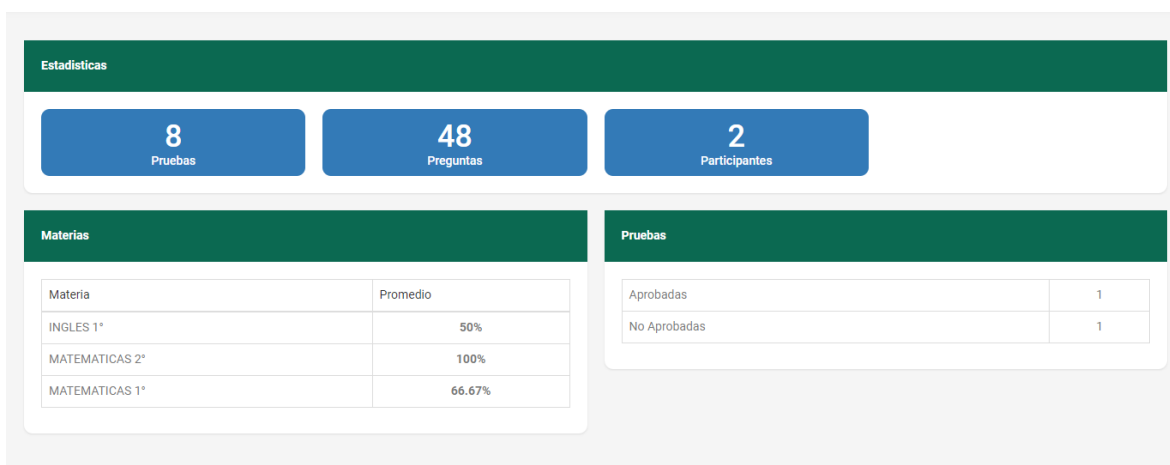 Estadisticas
8 48 2
Pruebas Preguntas Participantes
Materias
Materia Promedio
INGLES 1° 50%
MATEMATICAS 2° 100%
MATEMATICAS 1° 66.67%
Pruebas
Aprobadas 1
No Aprobadas 1